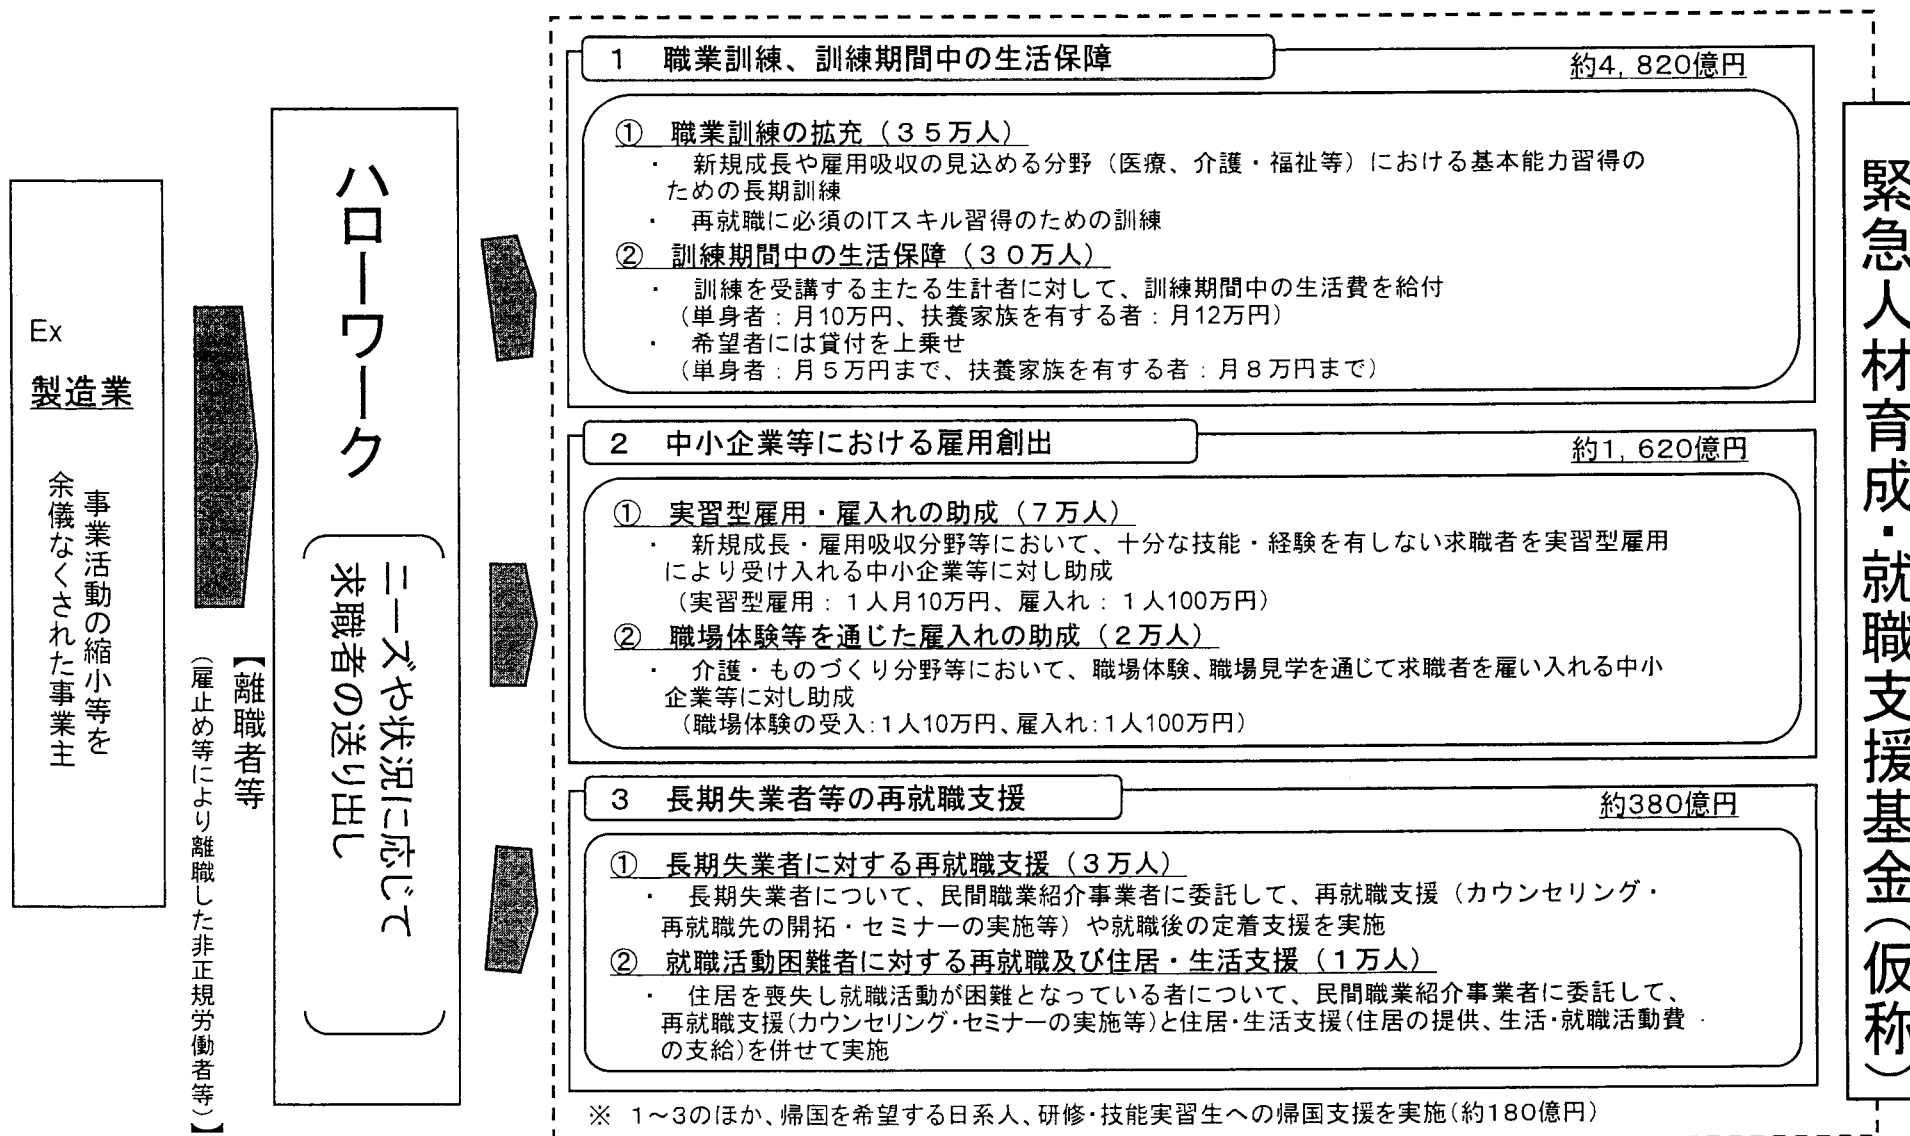 Ex
製造業
事業活動の縮小等を
余儀なくされた事業主
【離職者等
（雇止め等により離職した非正規労働者等）】
ハローワーク
ニーズや状況に応じて
求職者の送り出し
1 職業訓練、訓練期間中の生活保障
約4,820億円
① 職業訓練の拡充（35万人）
・ 新規成長や雇用吸収の見込める分野（医療、介護・福祉等）における基本能力習得の
ための長期訓練
・ 再就職に必須のITスキル習得のための訓練
② 訓練期間中の生活保障（30万人）
・ 訓練を受講する主たる生計者に対して、訓練期間中の生活費を給付
（単身者：月10万円、扶養家族を有する者：月12万円）
・ 希望者には貸付を上乗せ
（単身者：月5万円まで、扶養家族を有する者：月8万円まで）
2 中小企業等における雇用創出
約1,620億円
① 実習型雇用・雇入れの助成（7万人）
・ 新規成長・雇用吸収分野等において、十分な技能・経験を有しない求職者を実習型雇用
により受け入れる中小企業等に対し助成
（実習型雇用：1人月10万円、雇入れ：1人100万円）
② 職場体験等を通じた雇入れの助成（2万人）
・ 介護・ものづくり分野等において、職場体験、職場見学を通じて求職者を雇い入れる中小
企業等に対し助成
（職場体験の受入：1人10万円、雇入れ：1人100万円）
3 長期失業者等の再就職支援
約380億円
① 長期失業者に対する再就職支援（3万人）
・ 長期失業者について、民間職業紹介事業者に委託して、再就職支援（カウンセリング・
再就職先の開拓・セミナーの実施等）や就職後の定着支援を実施
② 就職活動困難者に対する再就職及び住居・生活支援（1万人）
・ 住居を喪失し就職活動が困難となっている者について、民間職業紹介事業者に委託して、
再就職支援（カウンセリング・セミナーの実施等）と住居・生活支援（住居の提供、生活・就職活動費
の支給）を併せて実施
※ 1～3のほか、帰国を希望する日系人、研修・技能実習生への帰国支援を実施（約180億円）
緊急人材育成・就職支援基金（仮称）